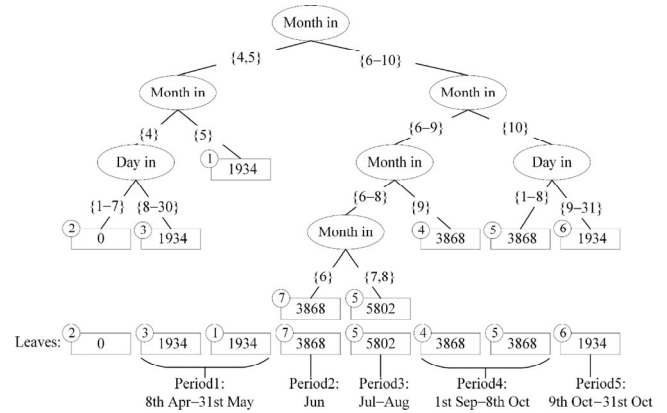 Month in
{4,5} {6–10}
Month in Month in
{4} {5} {6–9} {10}
Day in 1 1934 Month in Day in
{1–7} {8–30} {6–8} {9} {1–8} {9–31}
2 0 3 1934 Month in 4 3868 5 3868 6 1934
{6} {7,8}
7 3868 5 5802
Leaves: 2 0 3 1934 1 1934 7 3868 5 5802 4 3868 5 3868 6 1934
Period1: Period2: Period3: Period4: Period5:
8th Apr–31st May Jun Jul–Aug 1st Sep–8th Oct 9th Oct–31st Oct